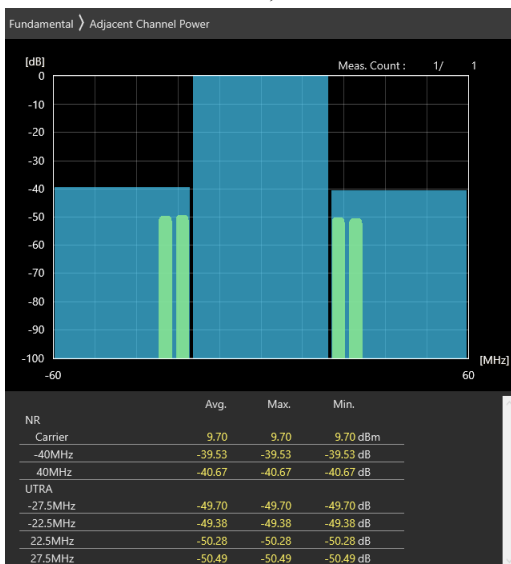 Fundamental 〉 Adjacent Channel Power
[dB]
Meas. Count : 1/ 1
0
-10
-20
-30
-40
-50
-60
-70
-80
-90
-100
[MHz]
-60 60
Avg. Max. Min.
NR
Carrier 9.70 9.70 9.70 dBm
-40MHz -39.53 -39.53 -39.53 dB
40MHz -40.67 -40.67 -40.67 dB
UTRA
-27.5MHz -49.70 -49.70 -49.70 dB
-22.5MHz -49.38 -49.38 -49.38 dB
22.5MHz -50.28 -50.28 -50.28 dB
27.5MHz -50.49 -50.49 -50.49 dB